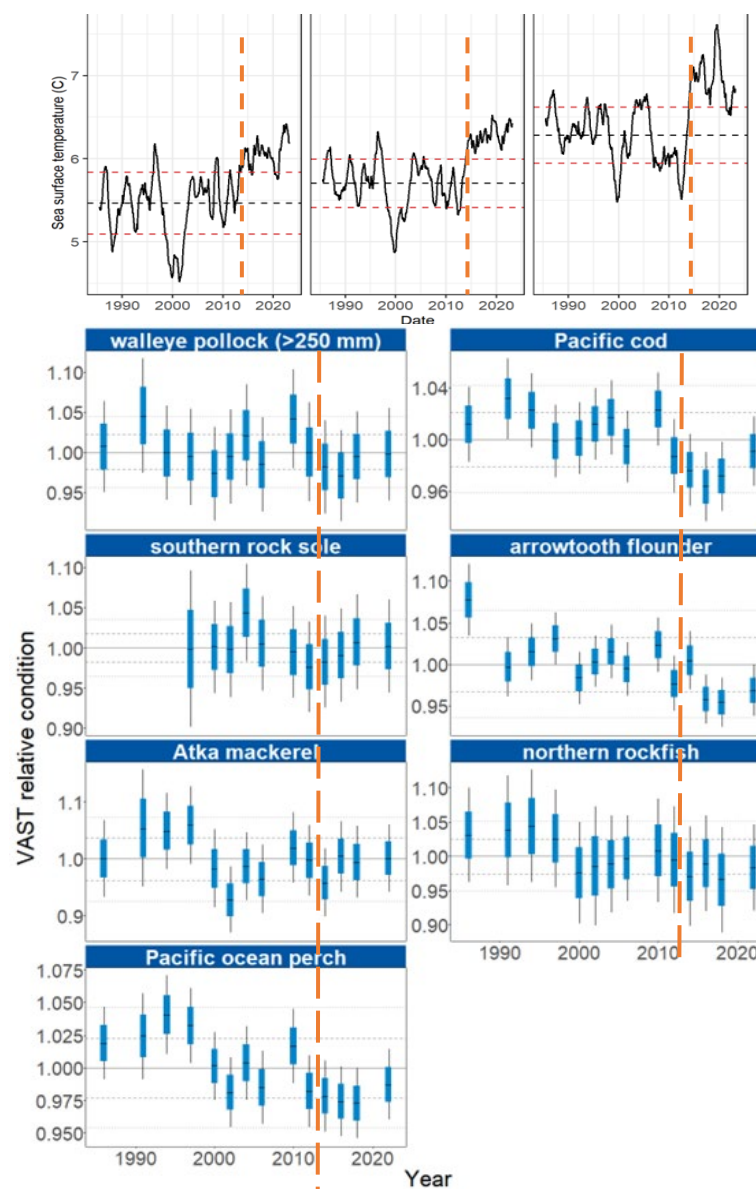 Sea surface temperature (C)
7
6
5
1990 2000 2010 2020
1990 2000 2010 2020
1990 2000 2010 2020
Date
VAST relative condition
walleye pollock (>250 mm)
1.10
1.05
1.00
0.95
Pacific cod
1.04
1.00
0.96
southern rock sole
1.10
1.05
1.00
0.95
0.90
arrowtooth flounder
1.10
1.05
1.00
0.95
Atka mackerel
1.1
1.0
0.9
northern rockfish
1.10
1.05
1.00
0.95
0.90
1990 2000 2010 2020
Pacific ocean perch
1.075
1.050
1.025
1.000
0.975
0.950
1990 2000 2010 2020
Year